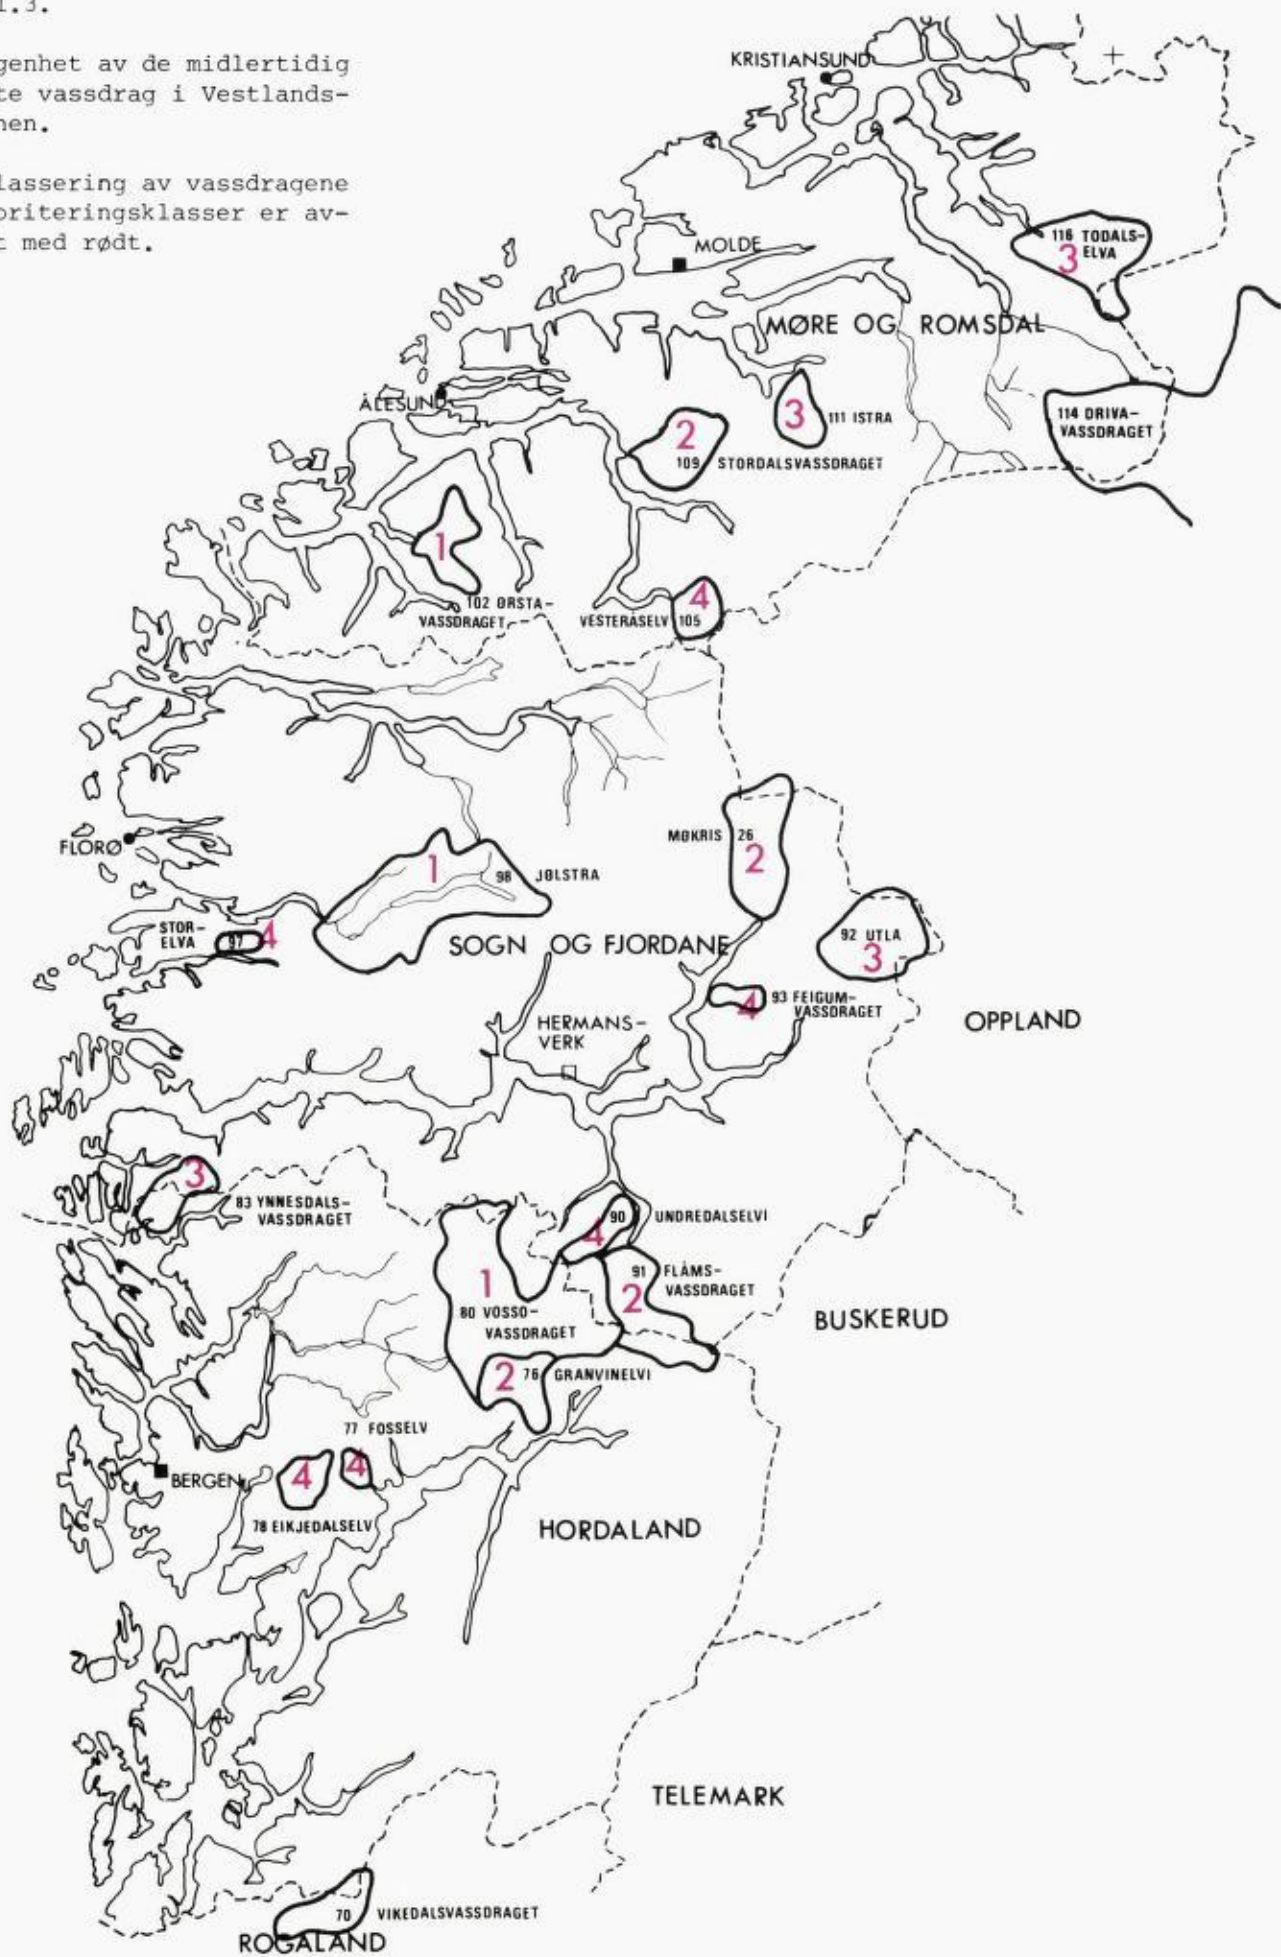 1.3.
genhet av de midlertidig
te vassdrag i Vestlands-
nen.
lassering av vassdragene
oriteringsklasser er av-
t med rødt.
KRISTIANSUND
MOLDE
116 TODALS-
ELVA
3
MØRE OG ROMSDAL
ÅLESUND
3
111 ISTRA
114 DRIVA-
VASSDRAGET
2
109 STORDALSVASSDRAGET
1
102 ØRSTA-
VASSDRAGET
4
VESTERÅSELV 105
FLORØ
MØKRIS 26
2
1
98 JØLSTRA
STOR-
ELVA
97
4
SOGN OG FJORDANE
92 UTLA
3
93 FEIGUM-
VASSDRAGET
4
OPPLAND
HERMANS-
VERK
3
83 YNNESDALS-
VASSDRAGET
90 UNDREDALSELVI
4
91 FLÅMS-
VASSDRAGET
2
1
80 VOSSO-
VASSDRAGET
BUSKERUD
2
76 GRANVINELVI
77 FOSSELV
4
4
BERGEN
78 EIKJEDALSELV
HORDALAND
TELEMARK
70 VIKEDALSVASSDRAGET
ROGALAND